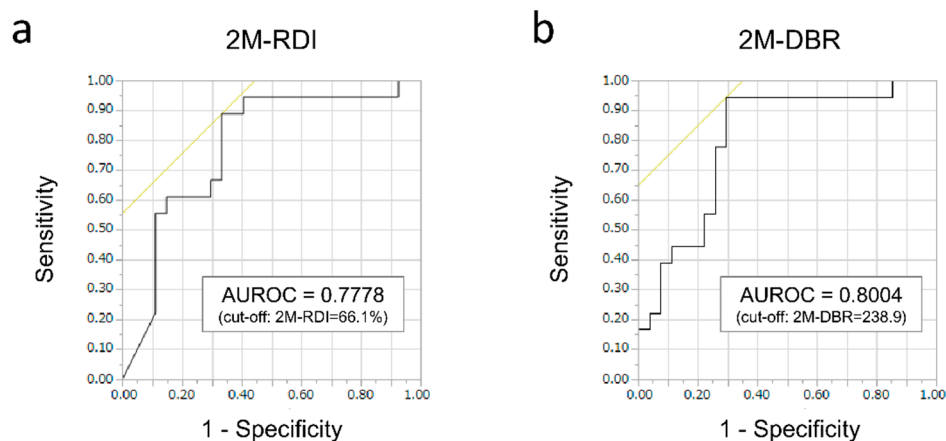 a
2M-RDI
1.00
0.90
0.80
0.70
0.60
0.50
0.40
0.30
0.20
0.10
0.00
Sensitivity
AUROC = 0.7778
(cut-off: 2M-RDI=66.1%)
0.00 0.20 0.40 0.60 0.80 1.00
1 - Specificity
b
2M-DBR
1.00
0.90
0.80
0.70
0.60
0.50
0.40
0.30
0.20
0.10
0.00
Sensitivity
AUROC = 0.8004
(cut-off: 2M-DBR=238.9)
0.00 0.20 0.40 0.60 0.80 1.00
1 - Specificity